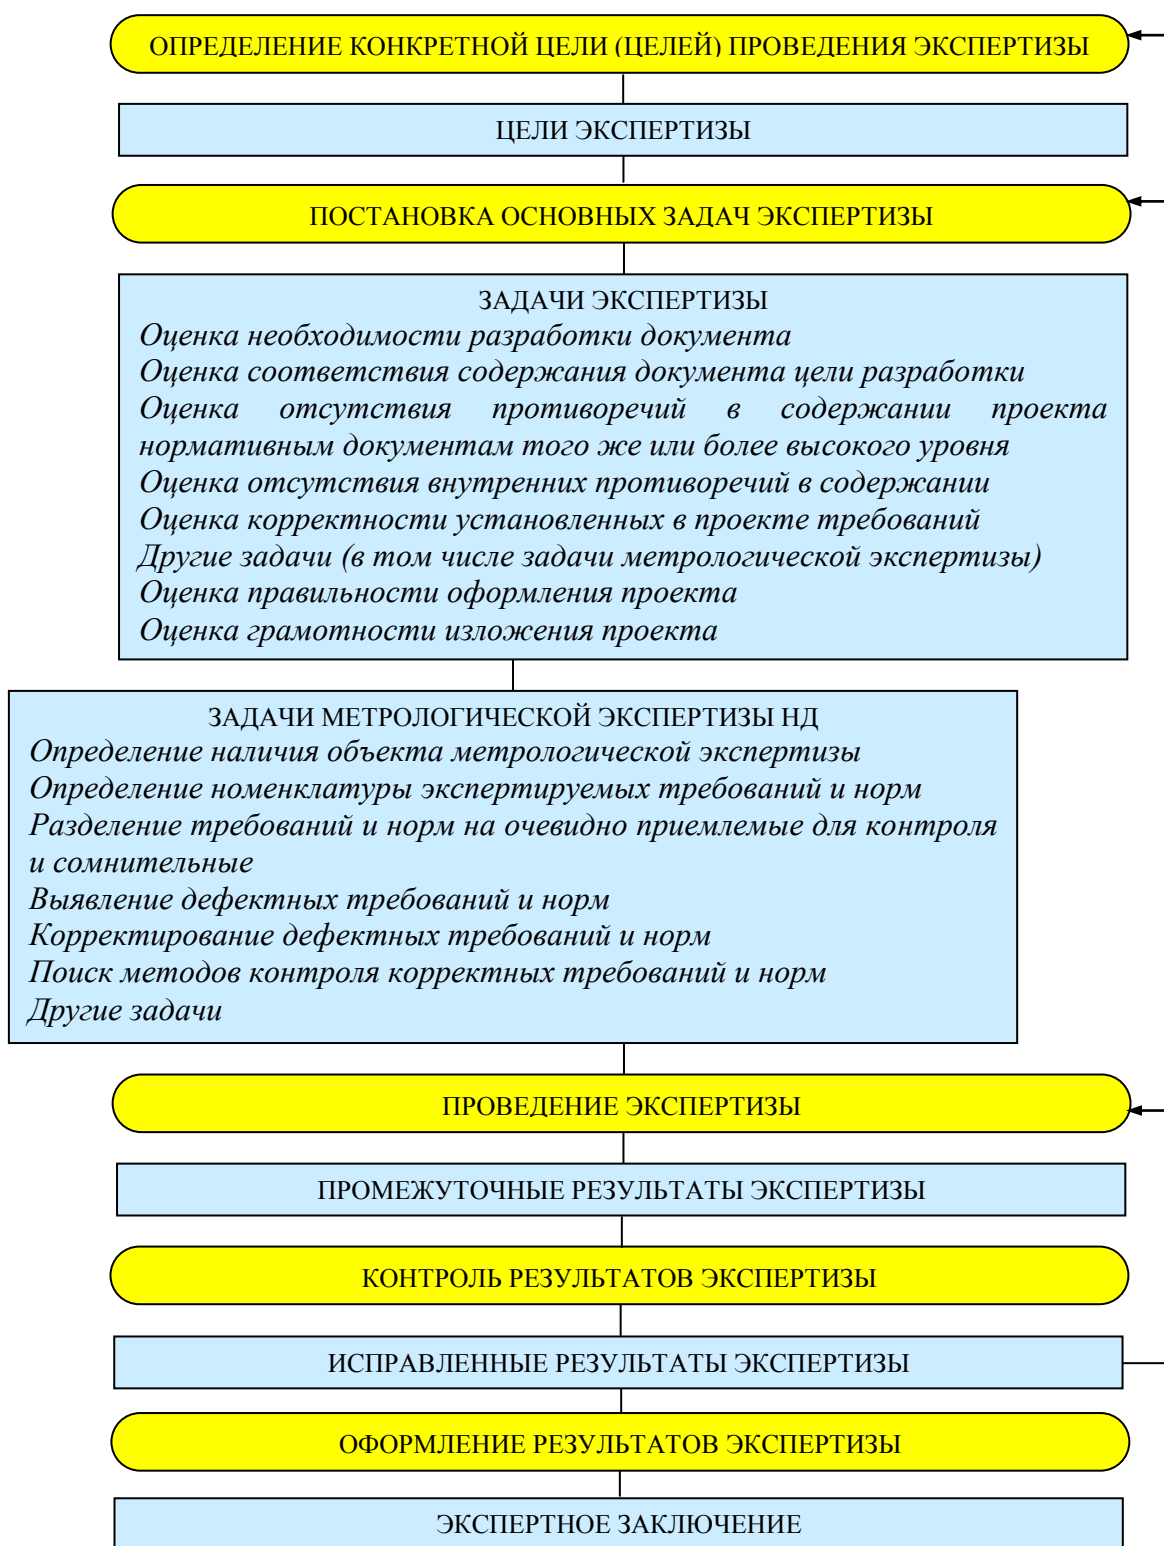 ОПРЕДЕЛЕНИЕ КОНКРЕТНОЙ ЦЕЛИ (ЦЕЛЕЙ) ПРОВЕДЕНИЯ ЭКСПЕРТИЗЫ
ЦЕЛИ ЭКСПЕРТИЗЫ
ПОСТАНОВКА ОСНОВНЫХ ЗАДАЧ ЭКСПЕРТИЗЫ
ЗАДАЧИ ЭКСПЕРТИЗЫ
Оценка необходимости разработки документа
Оценка соответствия содержания документа цели разработки
Оценка отсутствия противоречий в содержании проекта
нормативным документам того же или более высокого уровня
Оценка отсутствия внутренних противоречий в содержании
Оценка корректности установленных в проекте требований
Другие задачи (в том числе задачи метрологической экспертизы)
Оценка правильности оформления проекта
Оценка грамотности изложения проекта
ЗАДАЧИ МЕТРОЛОГИЧЕСКОЙ ЭКСПЕРТИЗЫ НД
Определение наличия объекта метрологической экспертизы
Определение номенклатуры экспертируемых требований и норм
Разделение требований и норм на очевидно приемлемые для контроля
и сомнительные
Выявление дефектных требований и норм
Корректирование дефектных требований и норм
Поиск методов контроля корректных требований и норм
Другие задачи
ПРОВЕДЕНИЕ ЭКСПЕРТИЗЫ
ПРОМЕЖУТОЧНЫЕ РЕЗУЛЬТАТЫ ЭКСПЕРТИЗЫ
КОНТРОЛЬ РЕЗУЛЬТАТОВ ЭКСПЕРТИЗЫ
ИСПРАВЛЕННЫЕ РЕЗУЛЬТАТЫ ЭКСПЕРТИЗЫ
ОФОРМЛЕНИЕ РЕЗУЛЬТАТОВ ЭКСПЕРТИЗЫ
ЭКСПЕРТНОЕ ЗАКЛЮЧЕНИЕ